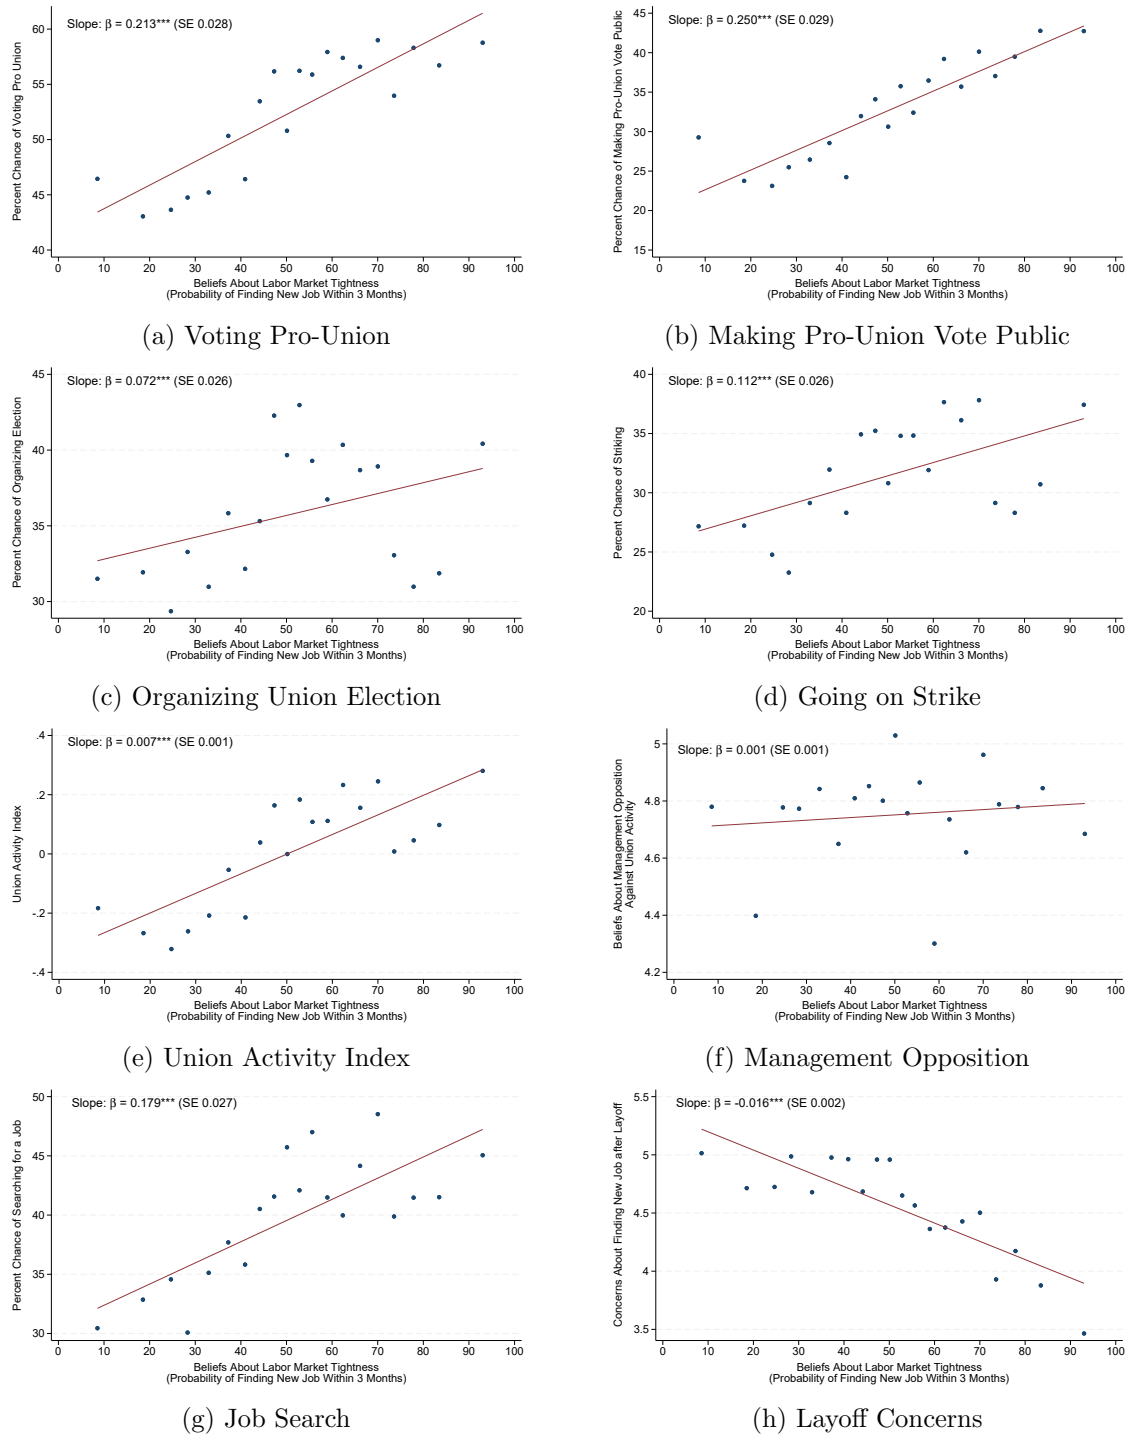 Slope: β = 0.213*** (SE 0.028)
Percent Chance of Voting Pro Union
60
55
50
45
40
0 10 20 30 40 50 60 70 80 90 100
Beliefs About Labor Market Tightness
(Probability of Finding New Job Within 3 Months)
(a) Voting Pro-Union
Slope: β = 0.250*** (SE 0.029)
Percent Chance of Making Pro-Union Vote Public
45
40
35
30
25
20
15
0 10 20 30 40 50 60 70 80 90 100
Beliefs About Labor Market Tightness
(Probability of Finding New Job Within 3 Months)
(b) Making Pro-Union Vote Public
Slope: β = 0.072*** (SE 0.026)
Percent Chance of Organizing Election
45
40
35
30
0 10 20 30 40 50 60 70 80 90 100
Beliefs About Labor Market Tightness
(Probability of Finding New Job Within 3 Months)
(c) Organizing Union Election
Slope: β = 0.112*** (SE 0.026)
Percent Chance of Striking
40
35
30
25
20
0 10 20 30 40 50 60 70 80 90 100
Beliefs About Labor Market Tightness
(Probability of Finding New Job Within 3 Months)
(d) Going on Strike
Slope: β = 0.007*** (SE 0.001)
Union Activity Index
.4
.2
0
-.2
-.4
0 10 20 30 40 50 60 70 80 90 100
Beliefs About Labor Market Tightness
(Probability of Finding New Job Within 3 Months)
(e) Union Activity Index
Slope: β = 0.001 (SE 0.001)
Beliefs About Management Opposition
Against Union Activity
5
4.8
4.6
4.4
4.2
0 10 20 30 40 50 60 70 80 90 100
Beliefs About Labor Market Tightness
(Probability of Finding New Job Within 3 Months)
(f) Management Opposition
Slope: β = 0.179*** (SE 0.027)
Percent Chance of Searching for a Job
50
45
40
35
30
0 10 20 30 40 50 60 70 80 90 100
Beliefs About Labor Market Tightness
(Probability of Finding New Job Within 3 Months)
(g) Job Search
Slope: β = -0.016*** (SE 0.002)
Concerns About Finding New Job after Layoff
5.5
5
4.5
4
3.5
0 10 20 30 40 50 60 70 80 90 100
Beliefs About Labor Market Tightness
(Probability of Finding New Job Within 3 Months)
(h) Layoff Concerns